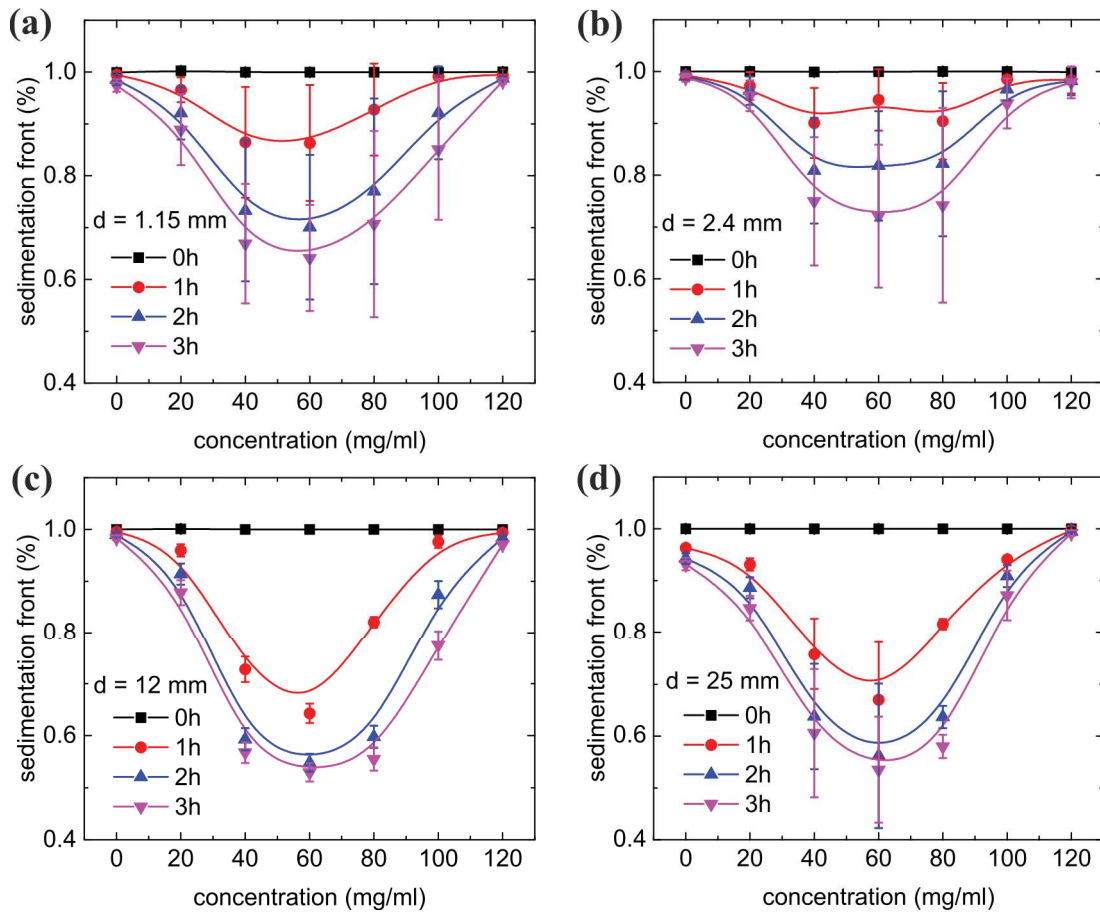 (a)
sedimentation front (%)
1.0
0.8
0.6
0.4
d = 1.15 mm
0h
1h
2h
3h
0 20 40 60 80 100 120
concentration (mg/ml)
(b)
sedimentation front (%)
1.0
0.8
0.6
0.4
d = 2.4 mm
0h
1h
2h
3h
0 20 40 60 80 100 120
concentration (mg/ml)
(c)
sedimentation front (%)
1.0
0.8
0.6
0.4
d = 12 mm
0h
1h
2h
3h
0 20 40 60 80 100 120
concentration (mg/ml)
(d)
sedimentation front (%)
1.0
0.8
0.6
0.4
d = 25 mm
0h
1h
2h
3h
0 20 40 60 80 100 120
concentration (mg/ml)